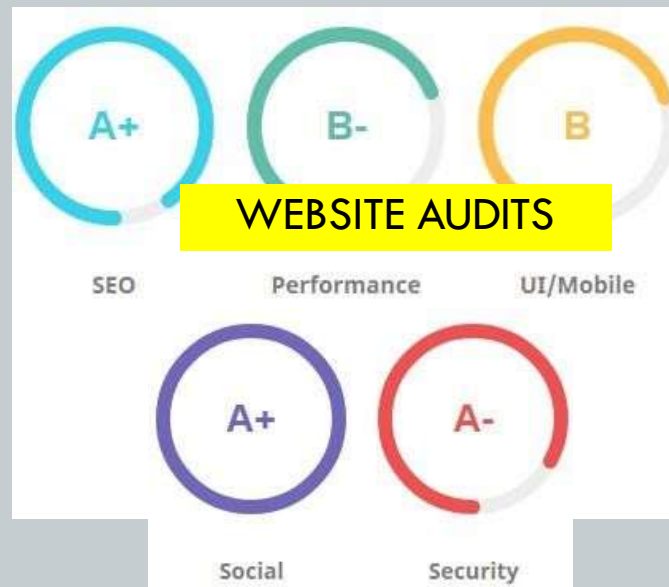 A+ B- B
WEBSITE AUDITS
SEO Performance UI/Mobile
A+ A-
Social Security